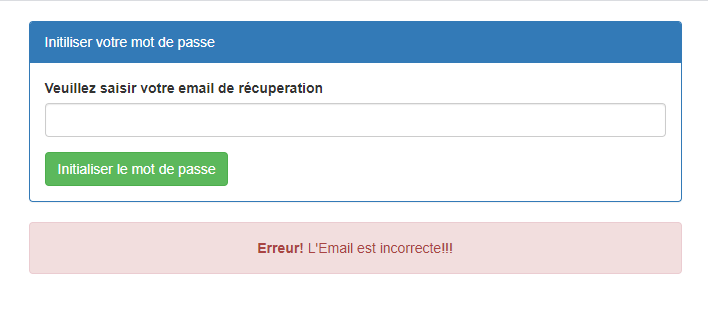 Initiliser votre mot de passe
Veuillez saisir votre email de récuperation
Initialiser le mot de passe
Erreur! L'Email est incorrecte!!!